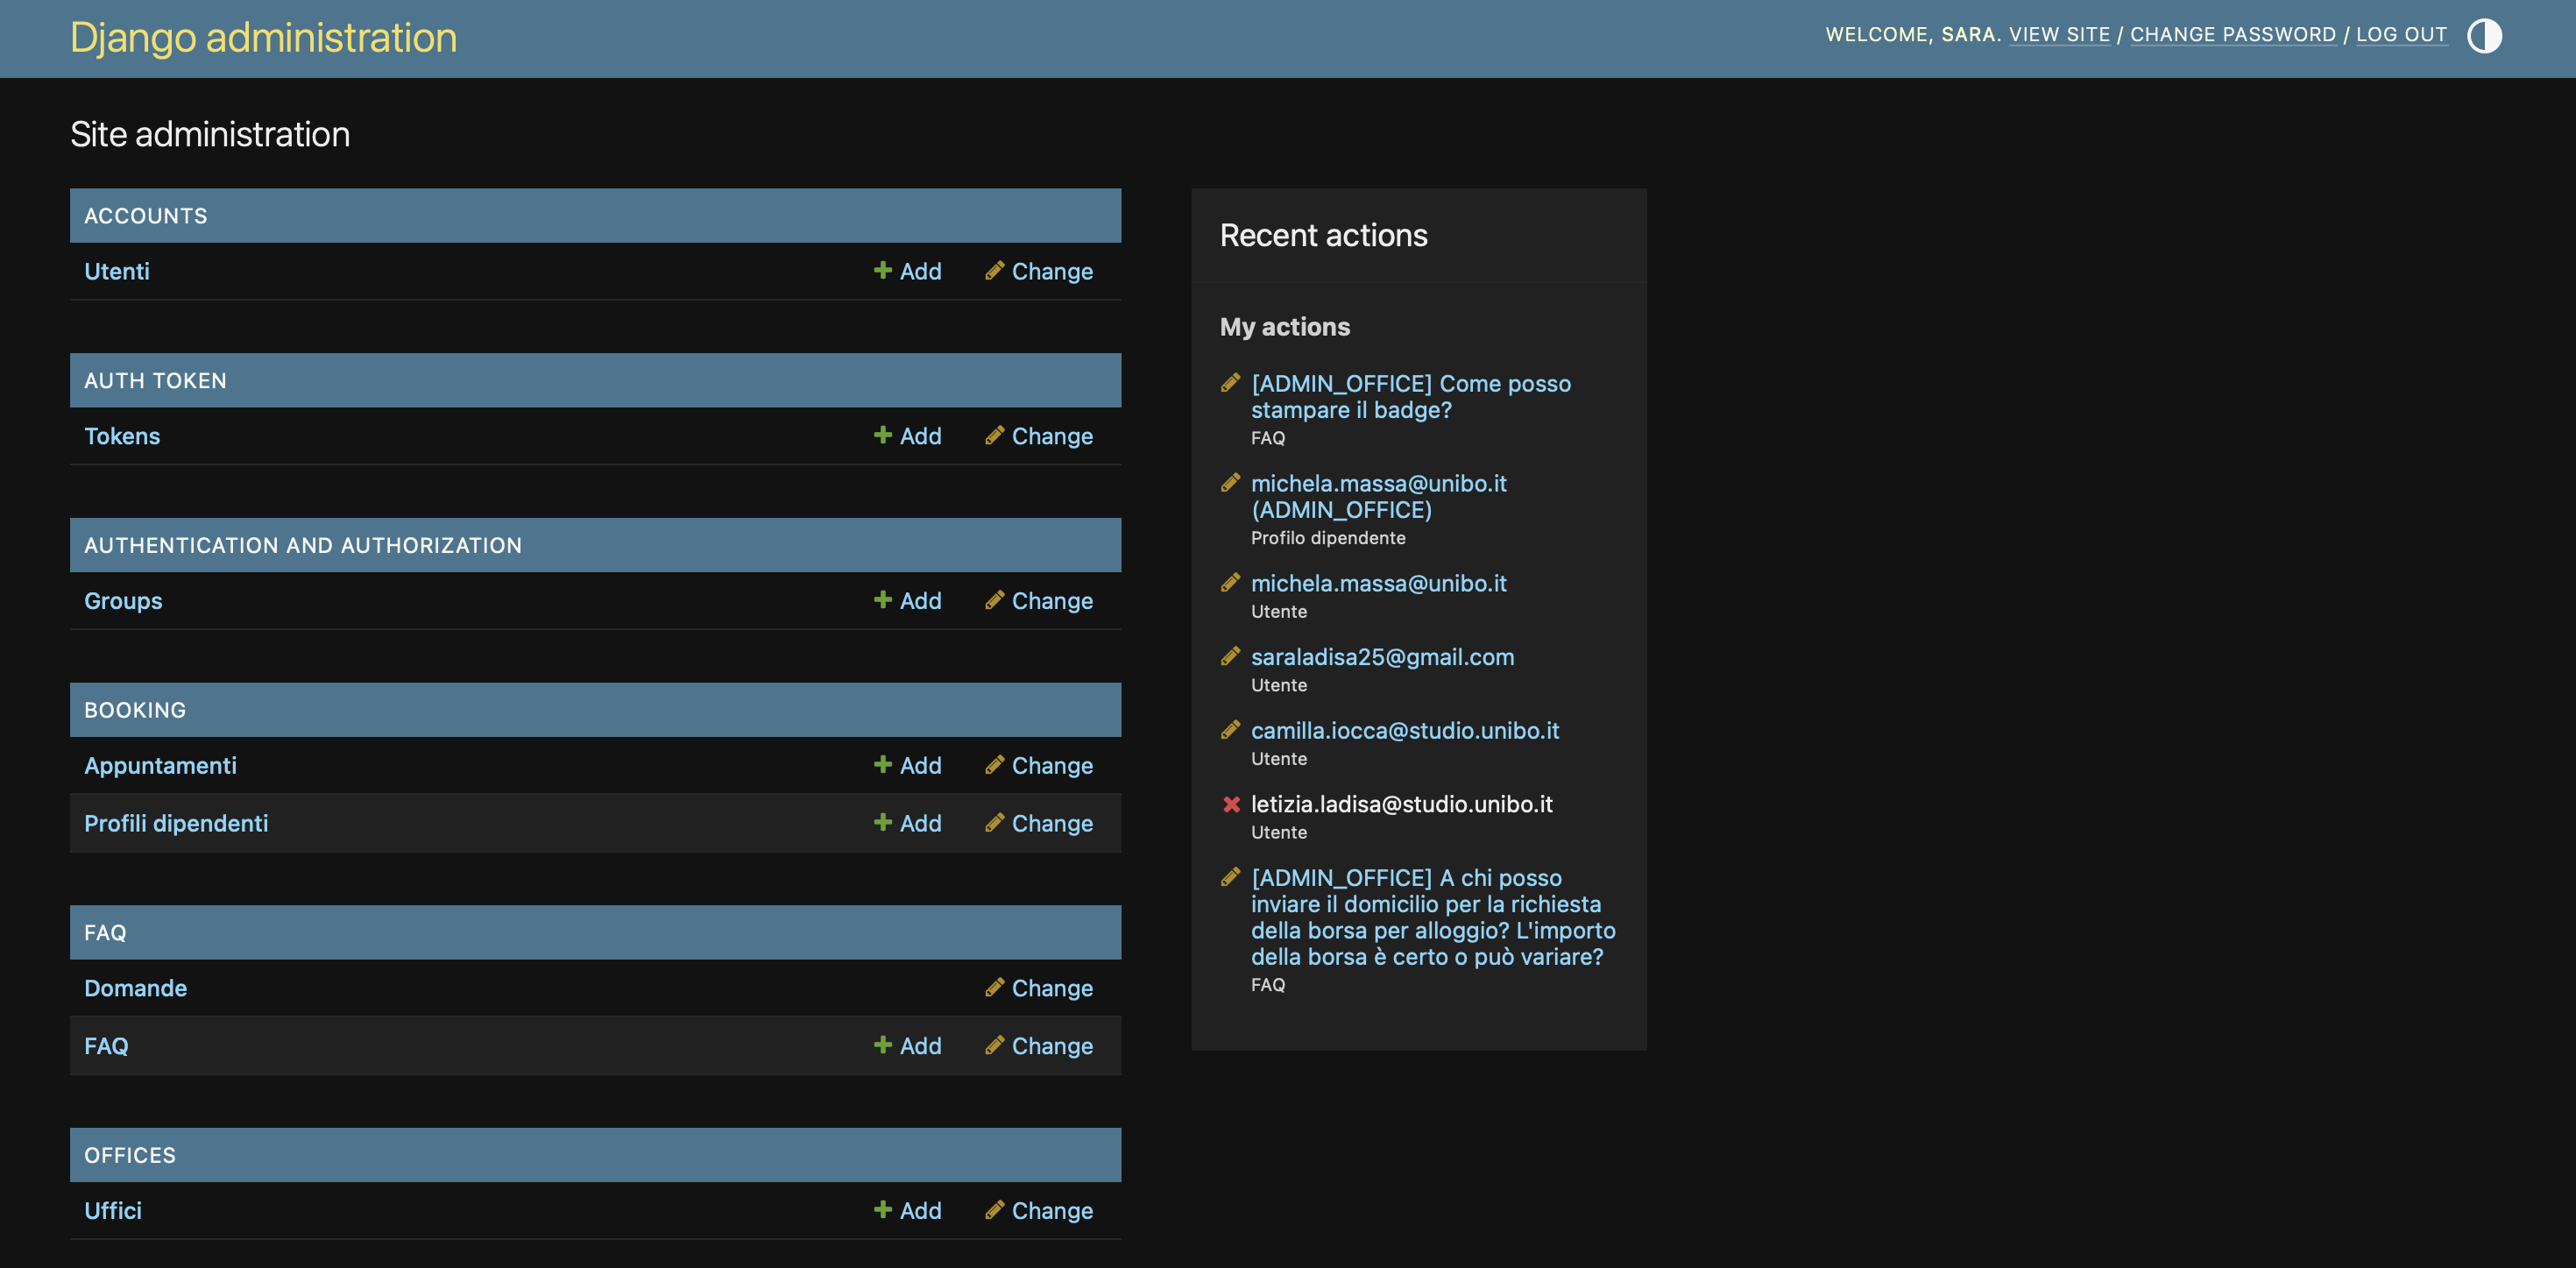 Django administration
WELCOME, SARA. VIEW SITE / CHANGE PASSWORD / LOG OUT
Site administration
ACCOUNTS
Utenti Add Change
AUTH TOKEN
Tokens Add Change
AUTHENTICATION AND AUTHORIZATION
Groups Add Change
BOOKING
Appuntamenti Add Change
Profili dipendenti Add Change
FAQ
Domande Change
FAQ Add Change
OFFICES
Uffici Add Change
Recent actions
My actions
[ADMIN_OFFICE] Come posso
stampare il badge?
FAQ
michela.massa@unibo.it
(ADMIN_OFFICE)
Profilo dipendente
michela.massa@unibo.it
Utente
saraladisa25@gmail.com
Utente
camilla.iocca@studio.unibo.it
Utente
letizia.ladisa@studio.unibo.it
Utente
[ADMIN_OFFICE] A chi posso
inviare il domicilio per la richiesta
della borsa per alloggio? L'importo
della borsa è certo o può variare?
FAQ